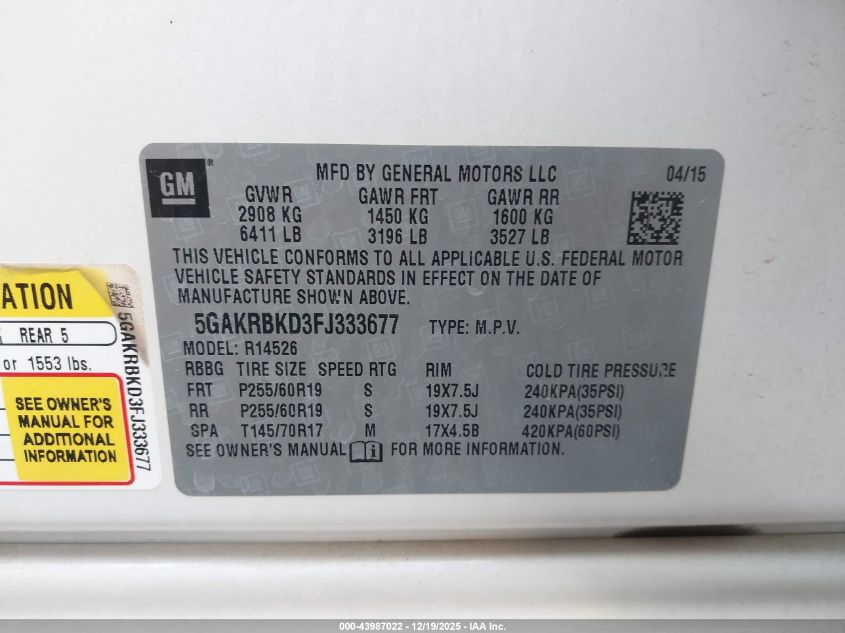 GM
MFD BY GENERAL MOTORS LLC 04/15
GVWR GAWR FRT GAWR RR
2908 KG 1450 KG 1600 KG
6411 LB 3196 LB 3527 LB
THIS VEHICLE CONFORMS TO ALL APPLICABLE U.S. FEDERAL MOTOR
VEHICLE SAFETY STANDARDS IN EFFECT ON THE DATE OF
MANUFACTURE SHOWN ABOVE.
5GAKRBKD3FJ333677 TYPE: M.P.V.
MODEL: R14526
RBBG TIRE SIZE SPEED RTG RIM COLD TIRE PRESSURE
FRT P255/60R19 S 19X7.5J 240KPA(35PSI)
RR P255/60R19 S 19X7.5J 240KPA(35PSI)
SPA T145/70R17 M 17X4.5B 420KPA(60PSI)
SEE OWNER'S MANUAL i FOR MORE INFORMATION.
ATION
REAR 5
or 1553 lbs.
SEE OWNER'S
MANUAL FOR
ADDITIONAL
INFORMATION
5GAKRBKD3FJ333677
000-43987022 - 12/19/2025 - IAA Inc.